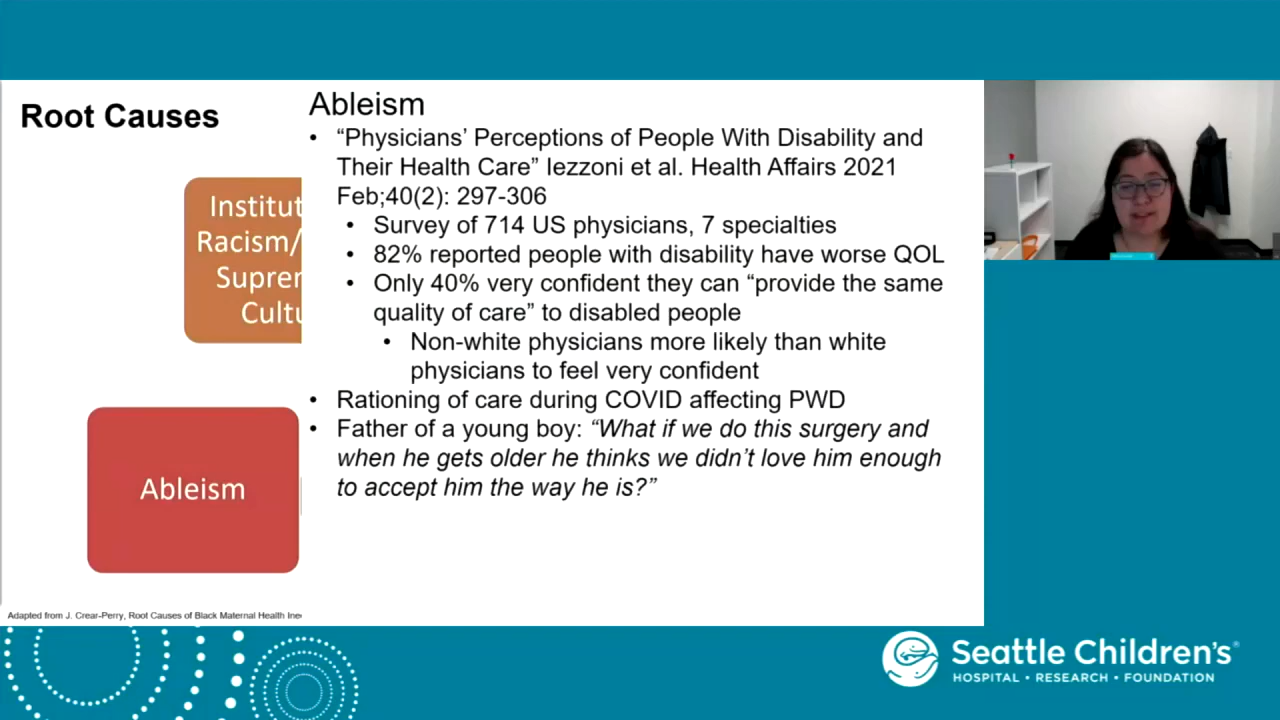 Root Causes
Institut
Racism/
Suprer
Cultu
Ableism
Adapted from J. Crear-Perry, Root Causes of Black Maternal Health Ine
Ableism
• “Physicians’ Perceptions of People With Disability and
Their Health Care” Iezzoni et al. Health Affairs 2021
Feb;40(2): 297-306
• Survey of 714 US physicians, 7 specialties
• 82% reported people with disability have worse QOL
• Only 40% very confident they can “provide the same
quality of care” to disabled people
• Non-white physicians more likely than white
physicians to feel very confident
• Rationing of care during COVID affecting PWD
• Father of a young boy: “What if we do this surgery and
when he gets older he thinks we didn’t love him enough
to accept him the way he is?”
Seattle Children’s®
HOSPITAL • RESEARCH • FOUNDATION